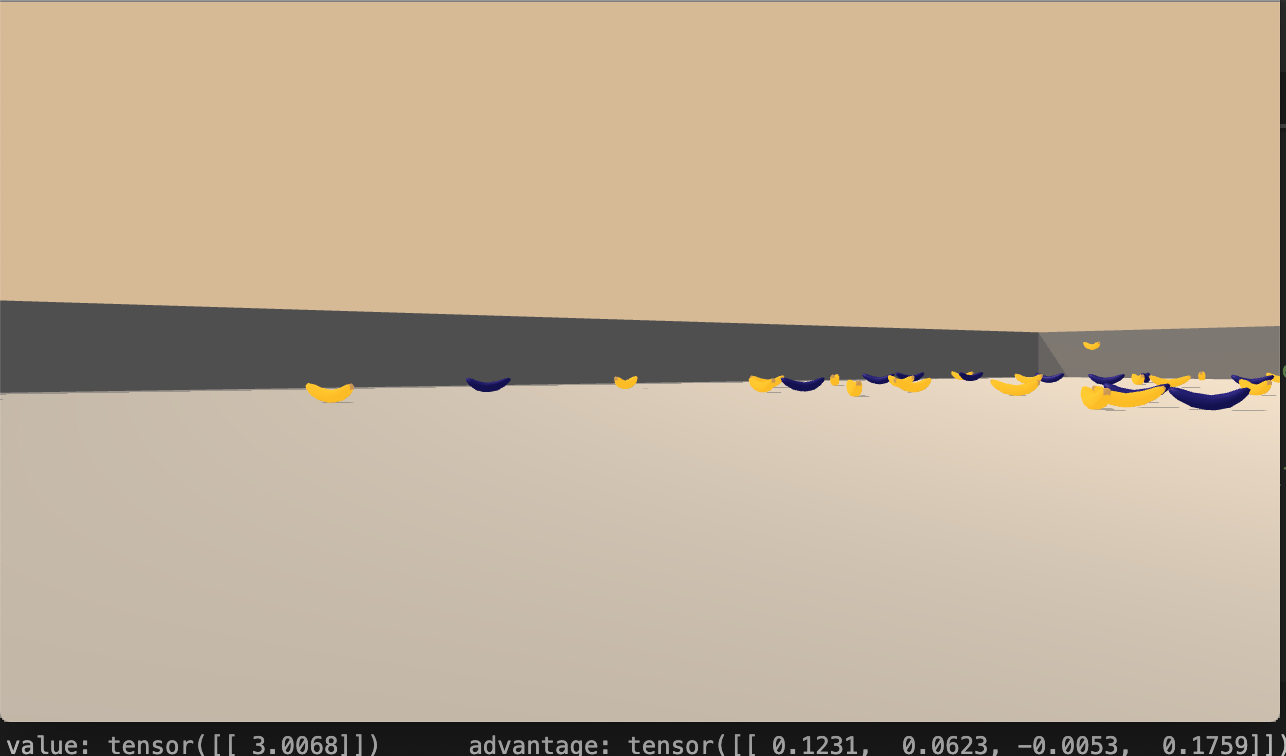 value: tensor([[ 3.0068]]) advantage: tensor([[ 0.1231, 0.0623, −0.0053, 0.1759]])